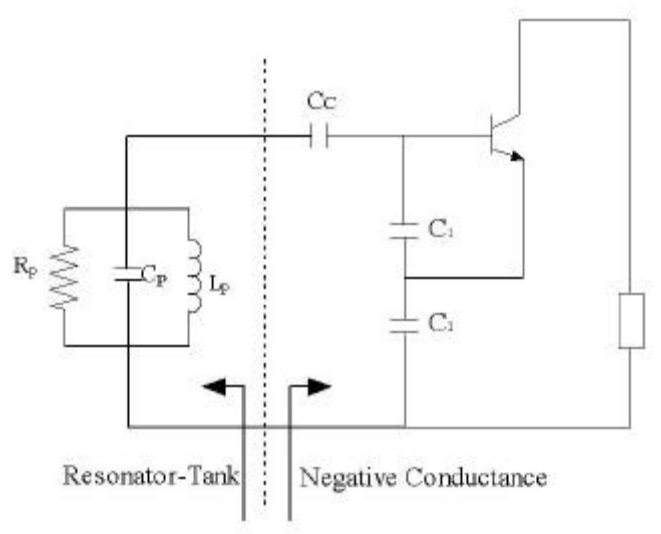 Cc
C₁
Rₚ
Cₚ
Lₚ
C₁
Resonator-Tank
Negative Conductance